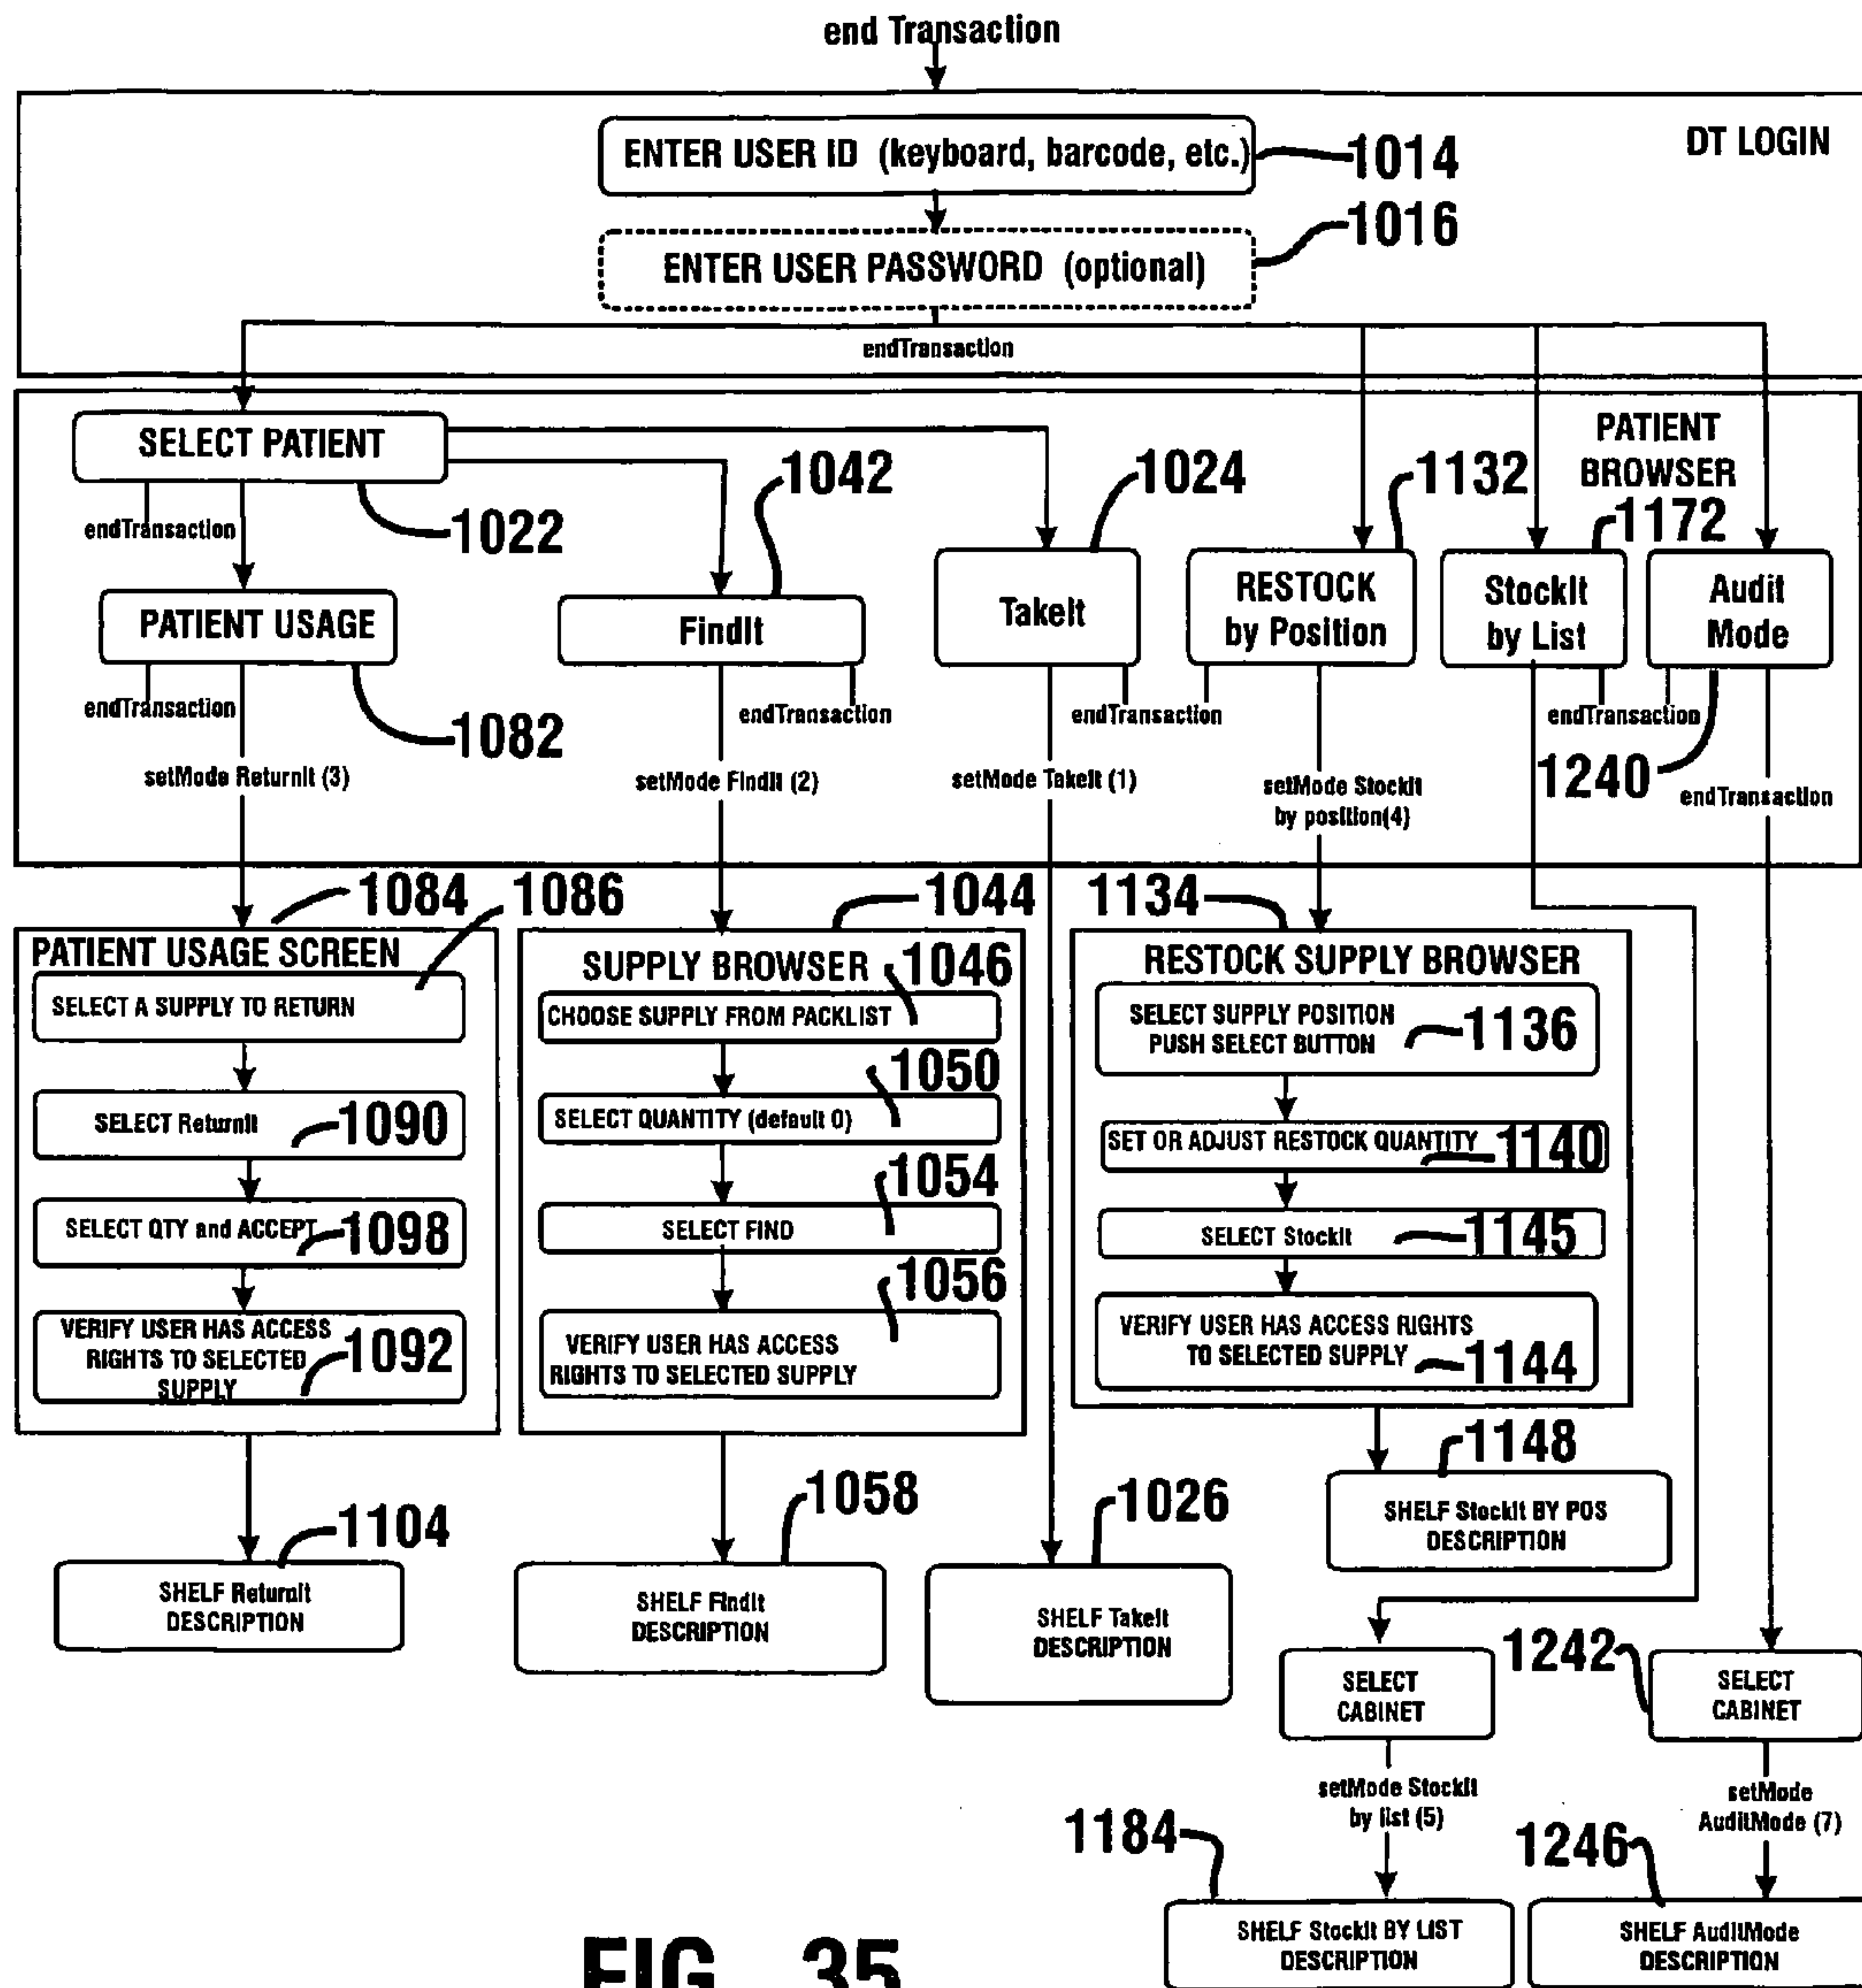 end Transaction
ENTER USER ID (keyboard, barcode, etc.)
1014
DT LOGIN
1016
ENTER USER PASSWORD (optional)
endTransaction
SELECT PATIENT
PATIENT
BROWSER
1042
1024
1132
1172
endTransaction
1022
PATIENT USAGE
FindIt
TakeIt
RESTOCK
by Position
StockIt
by List
Audit
Mode
endTransaction
1082
endTransaction
endTransaction
endTransaction
setMode ReturnIt (3)
setMode FindIt (2)
setMode TakeIt (1)
setMode StockIt
by position(4)
1240
endTransaction
1084
1086
1044
1134
PATIENT USAGE SCREEN
SELECT A SUPPLY TO RETURN
SELECT ReturnIt
1090
SELECT QTY and ACCEPT
1098
VERIFY USER HAS ACCESS
RIGHTS TO SELECTED
SUPPLY
1092
SUPPLY BROWSER
1046
CHOOSE SUPPLY FROM PACKLIST
1050
SELECT QUANTITY (default 0)
1054
SELECT FIND
1056
VERIFY USER HAS ACCESS
RIGHTS TO SELECTED SUPPLY
RESTOCK SUPPLY BROWSER
SELECT SUPPLY POSITION
PUSH SELECT BUTTON
1136
SET OR ADJUST RESTOCK QUANTITY
1140
SELECT StockIt
1145
VERIFY USER HAS ACCESS RIGHTS
TO SELECTED SUPPLY
1144
1148
SHELF StockIt BY POS
DESCRIPTION
1104
SHELF ReturnIt
DESCRIPTION
1058
SHELF FindIt
DESCRIPTION
1026
SHELF TakeIt
DESCRIPTION
SELECT
CABINET
1242
SELECT
CABINET
setMode StockIt
by list (5)
setMode
AuditMode (7)
1184
1246
SHELF StockIt BY LIST
DESCRIPTION
SHELF AuditMode
DESCRIPTION
FIG. 35